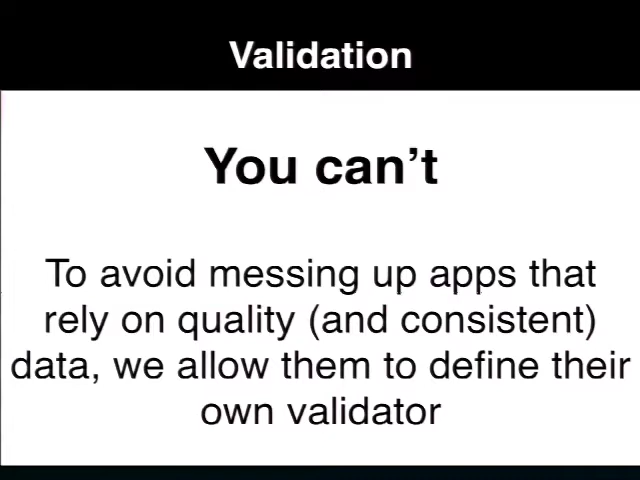 Validation
You can’t
To avoid messing up apps that
rely on quality (and consistent)
data, we allow them to define their
own validator